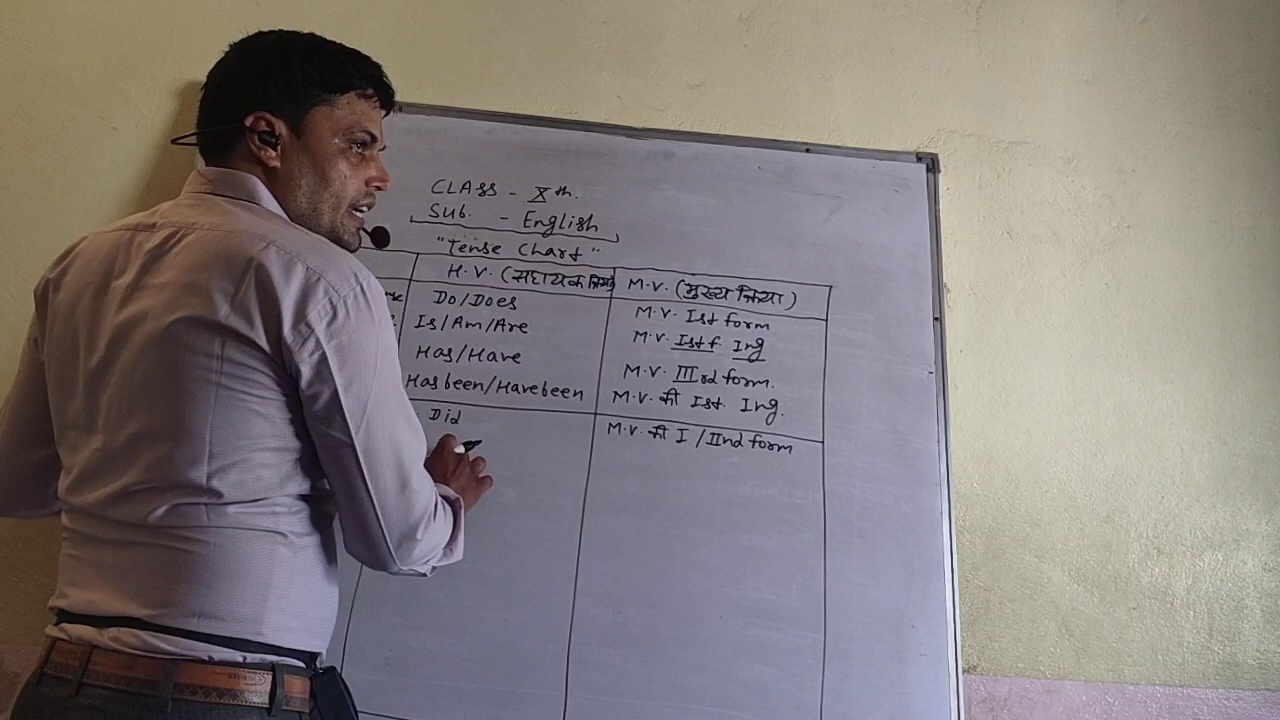 CLASS - Xth.
Sub. - English
"Tense Chart"
H.V. (सहायक क्रिया) M.V. (मुख्य क्रिया)
Do/Does M.V. Ist form
Is/Am/Are M.V. Ist f Ing
Has/Have M.V. IIIrd form.
Has been/Have been M.V. की Ist Ing.
Did M.V. की I / IInd form